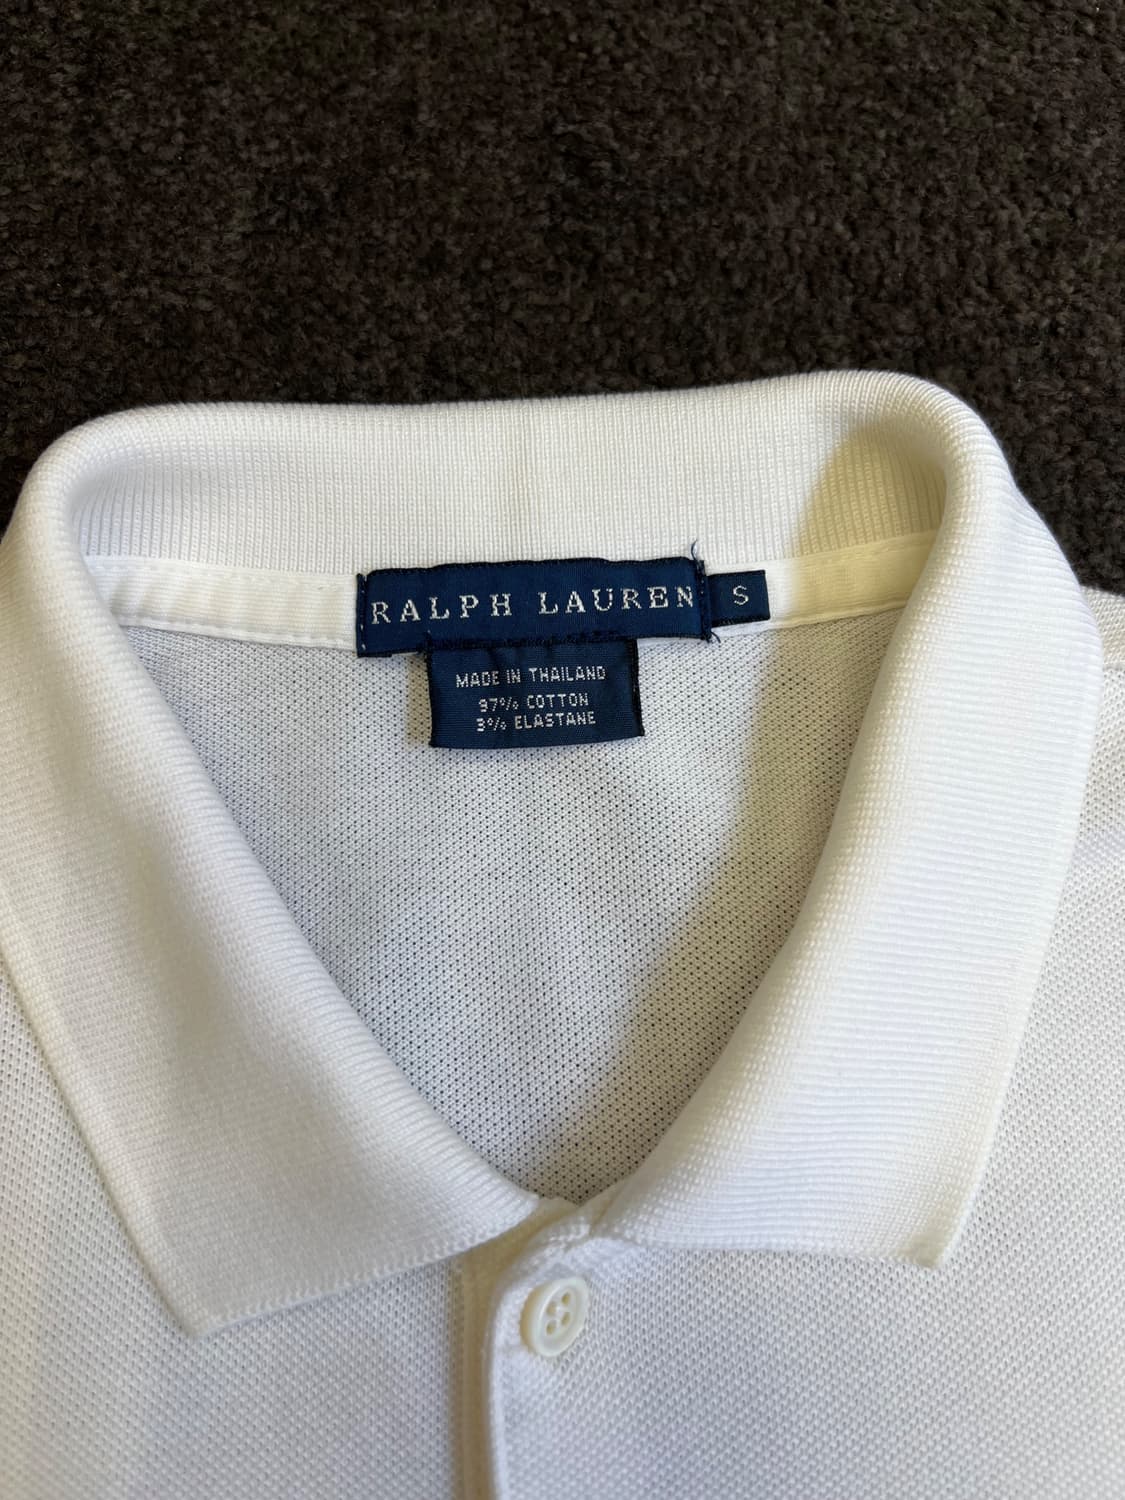 RALPH LAUREN
S
MADE IN THAILAND
97% COTTON
3% ELASTANE